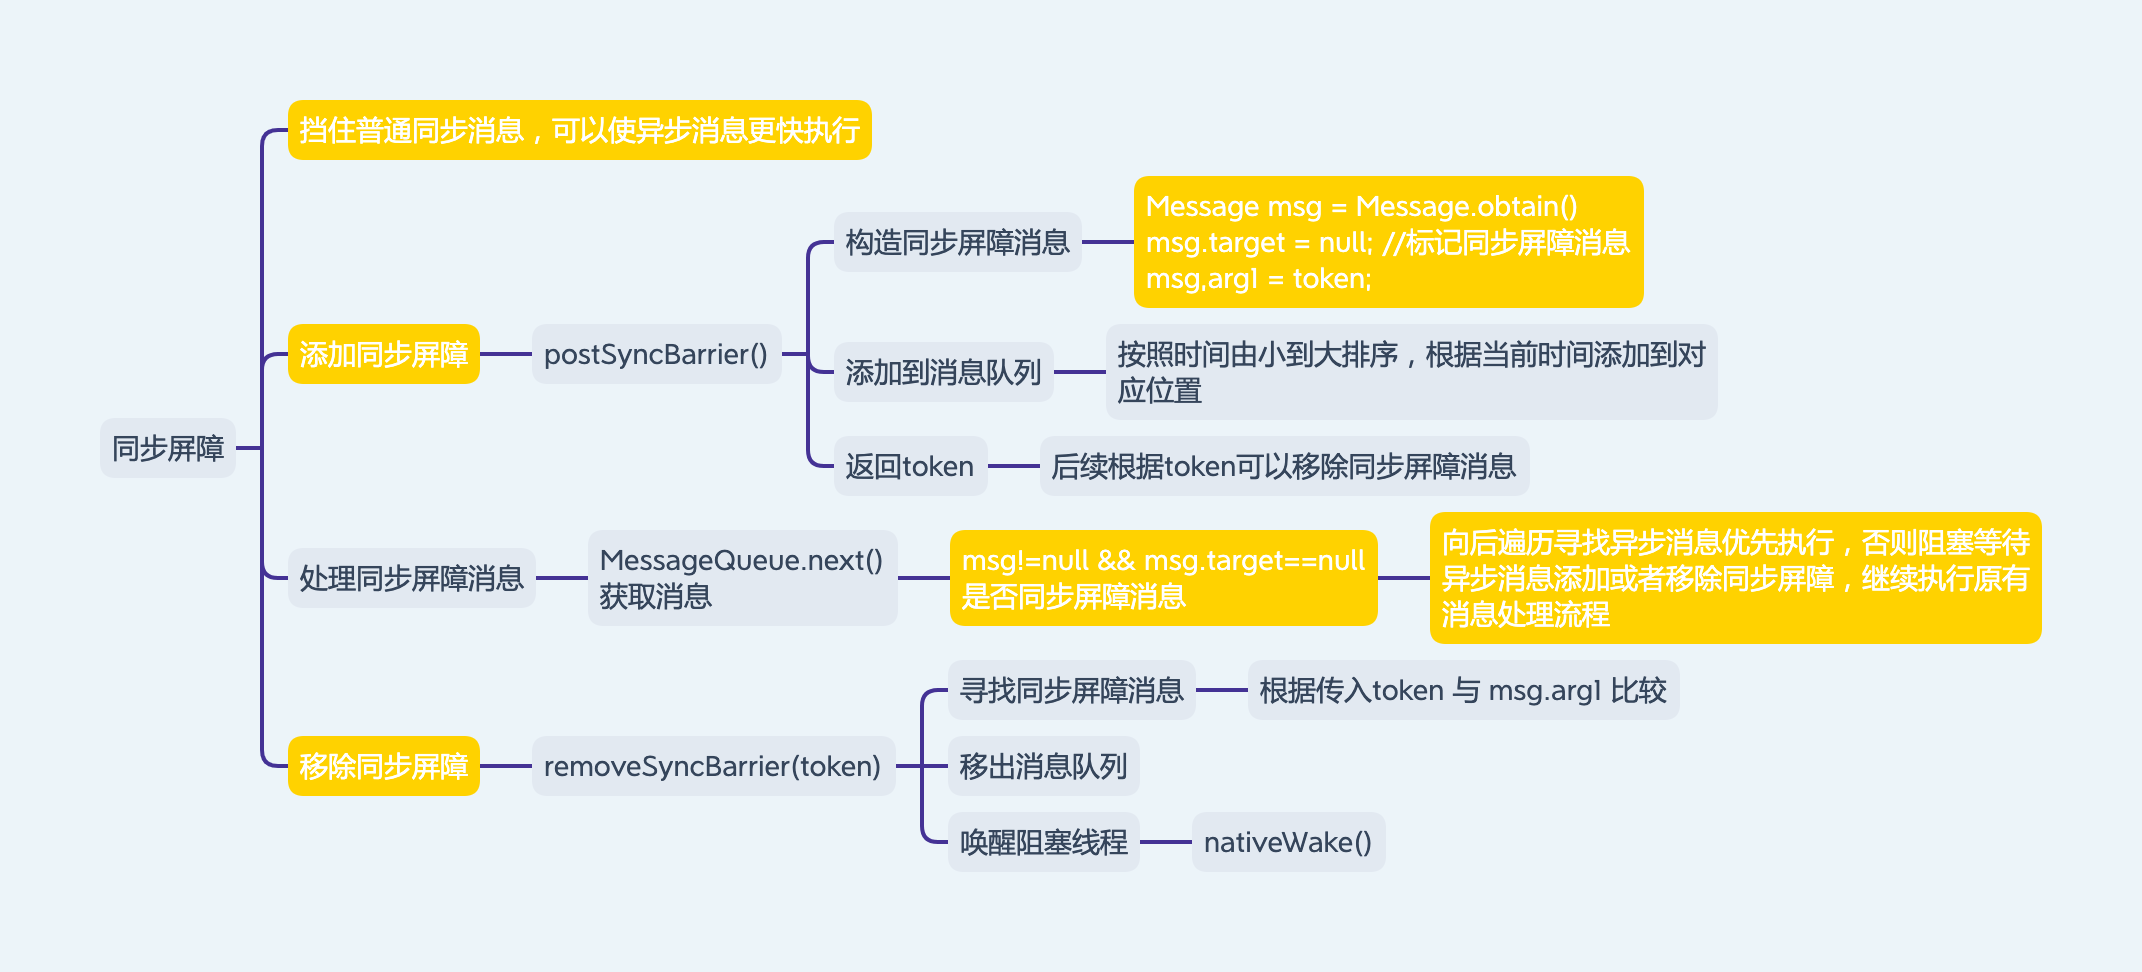 挡住普通同步消息，可以使异步消息更快执行
Message msg = Message.obtain()
msg.target = null; //标记同步屏障消息
msg,arg1 = token;
构造同步屏障消息
添加同步屏障
postSyncBarrier()
添加到消息队列
按照时间由小到大排序，根据当前时间添加到对
应位置
返回token
后续根据token可以移除同步屏障消息
同步屏障
处理同步屏障消息
MessageQueue.next()
获取消息
msg!=null && msg.target==null
是否同步屏障消息
向后遍历寻找异步消息优先执行，否则阻塞等待
异步消息添加或者移除同步屏障，继续执行原有
消息处理流程
寻找同步屏障消息
根据传入token 与 msg.arg1 比较
移除同步屏障
removeSyncBarrier(token)
移出消息队列
唤醒阻塞线程
nativeWake()